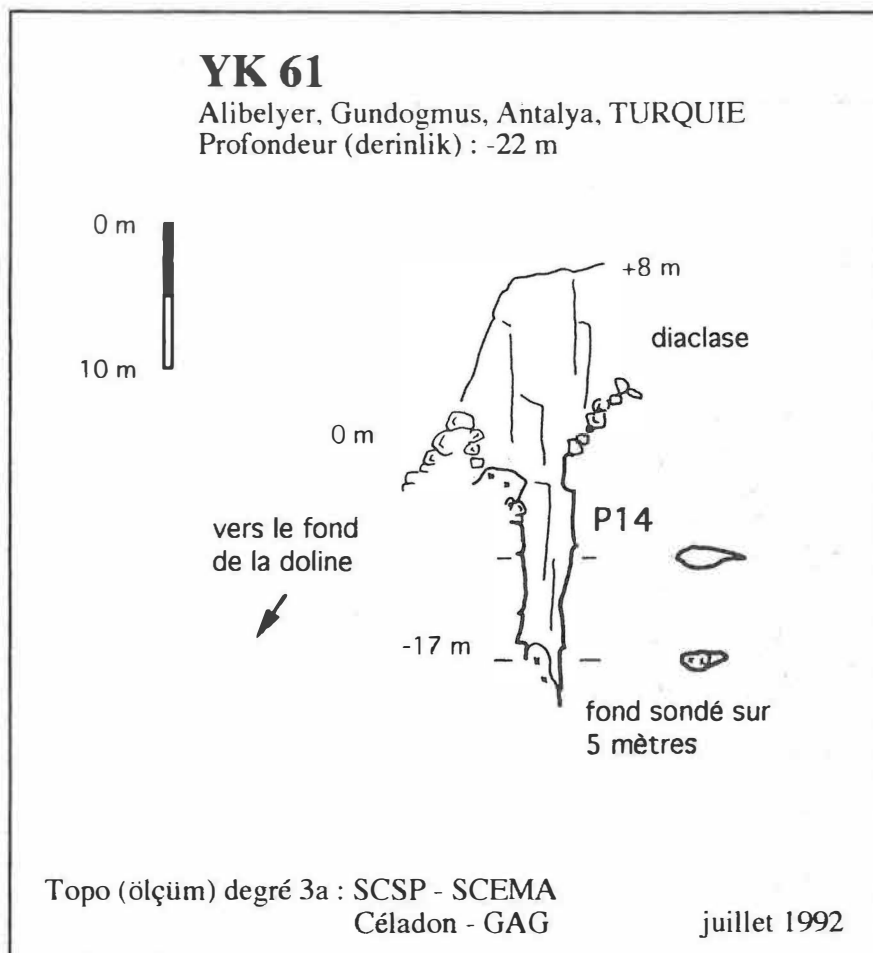 YK 61
Alibelyer, Gundogmus, Antalya, TURQUIE
Profondeur (derinlik) : -22 m
0 m
10 m
+8 m
diaclase
0 m
P14
vers le fond
de la doline
-17 m
fond sondé sur
5 mètres
Topo (ölçüm) degré 3a : SCSP - SCEMA
Céladon - GAG
juillet 1992